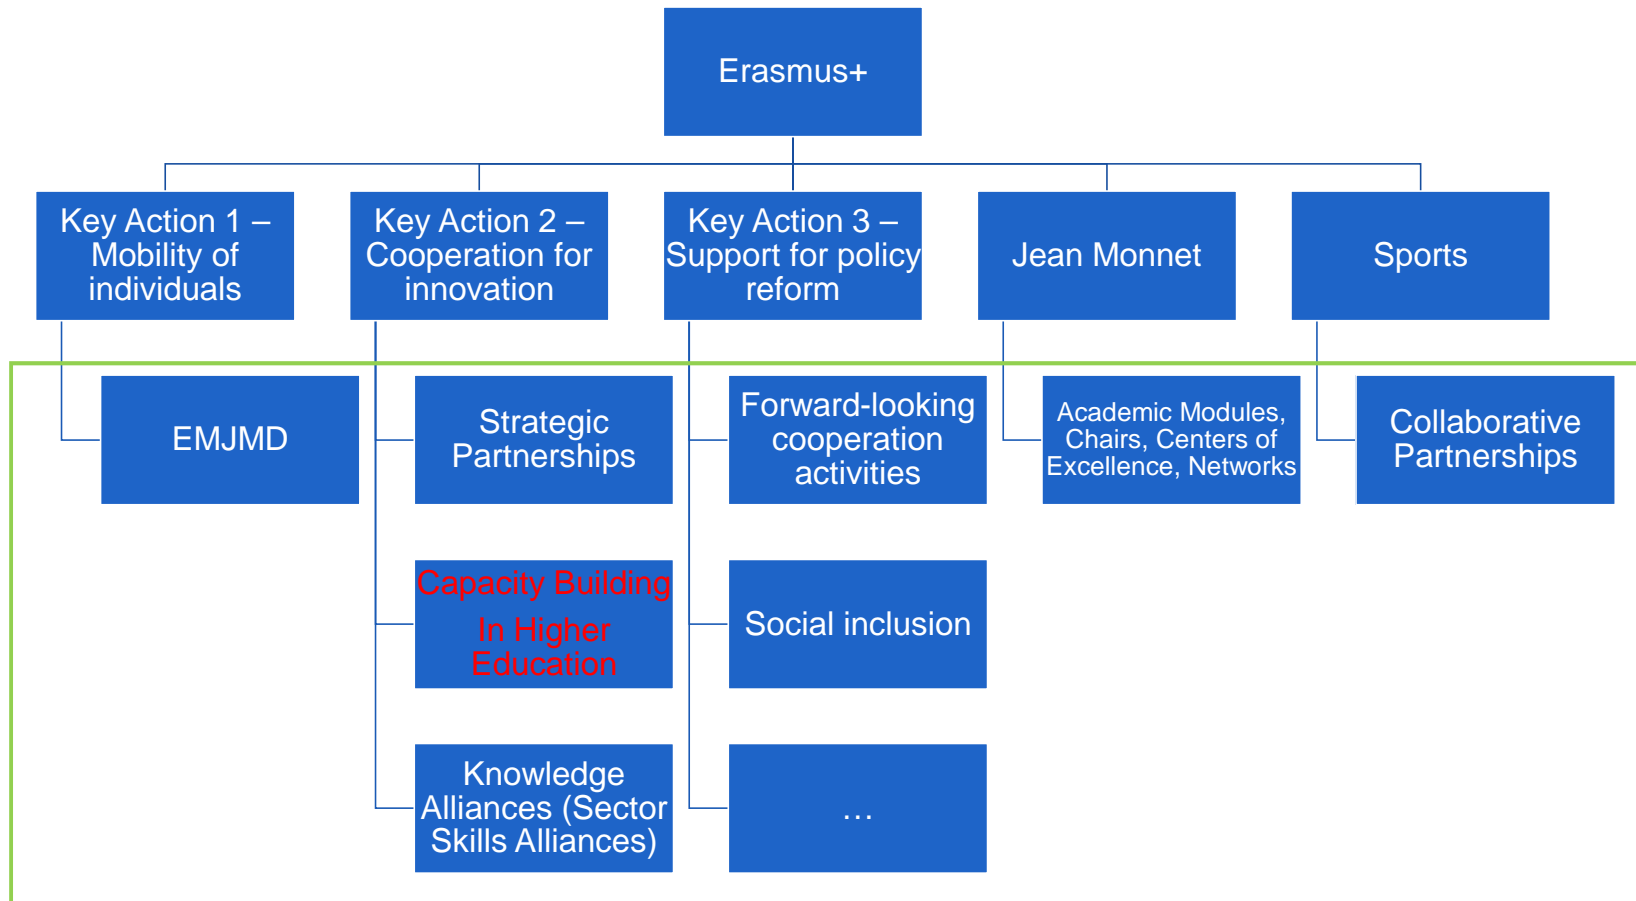 Erasmus+
Key Action 1 –
Mobility of
individuals
Key Action 2 –
Cooperation for
innovation
Key Action 3 –
Support for policy
reform
Jean Monnet
Sports
EMJMD
Strategic
Partnerships
Forward-looking
cooperation
activities
Academic Modules,
Chairs, Centers of
Excellence, Networks
Collaborative
Partnerships
Capacity Building
In Higher
Education
Social inclusion
Knowledge
Alliances (Sector
Skills Alliances)
…